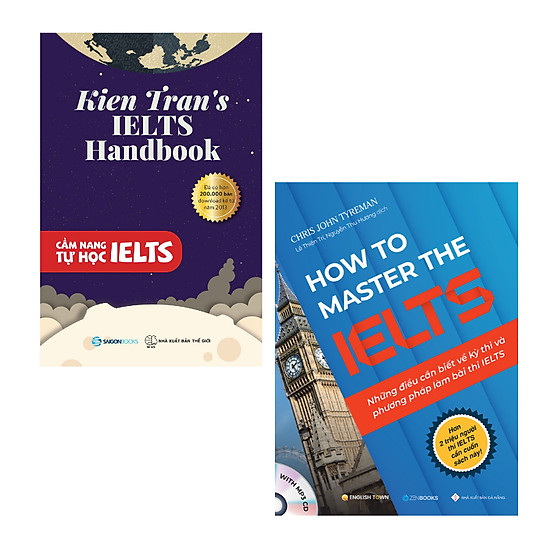 Kien Tran's
IELTS
Handbook
Đã có hơn
200.000 bản
download kể từ
năm 2013
CẨM NANG
TỰ HỌC IELTS
SAIGONBOOKS
NHÀ XUẤT BẢN THẾ GIỚI
CHRIS JOHN TYREMAN
Lê Thiện Trí, Nguyễn Thu Hương dịch
HOW TO
MASTER THE
IELTS
Những điều cần biết về kỳ thi và
phương pháp làm bài thi IELTS
Hơn
2 triệu người
thi IELTS
cần cuốn
sách này!
WITH MP3 CD
ENGLISH TOWN
ZENBOOKS
NHÀ XUẤT BẢN ĐÀ NẴNG